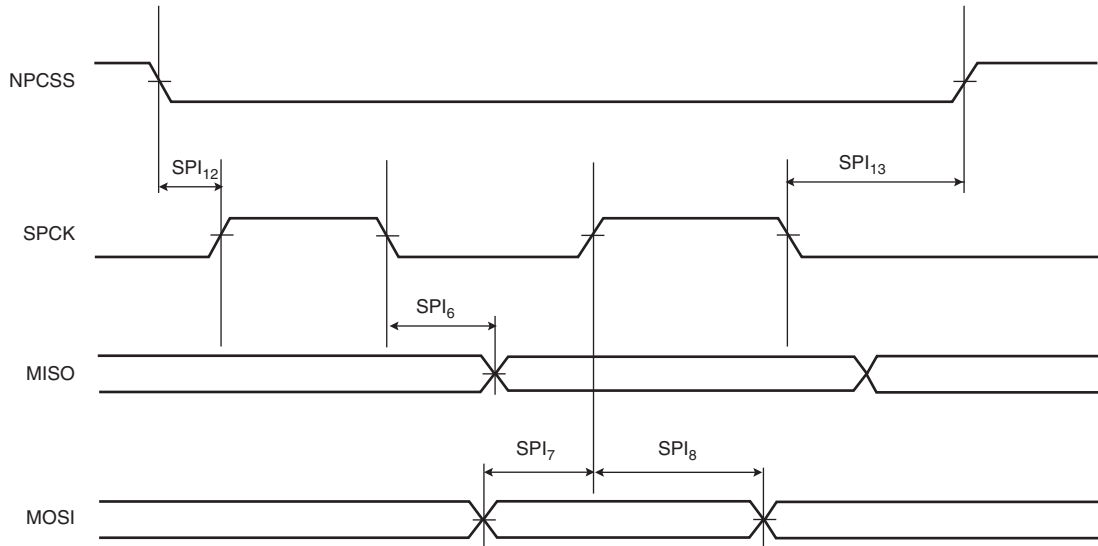 NPCSS
SPI₁₂
SPI₁₃
SPCK
SPI₆
MISO
SPI₇
SPI₈
MOSI